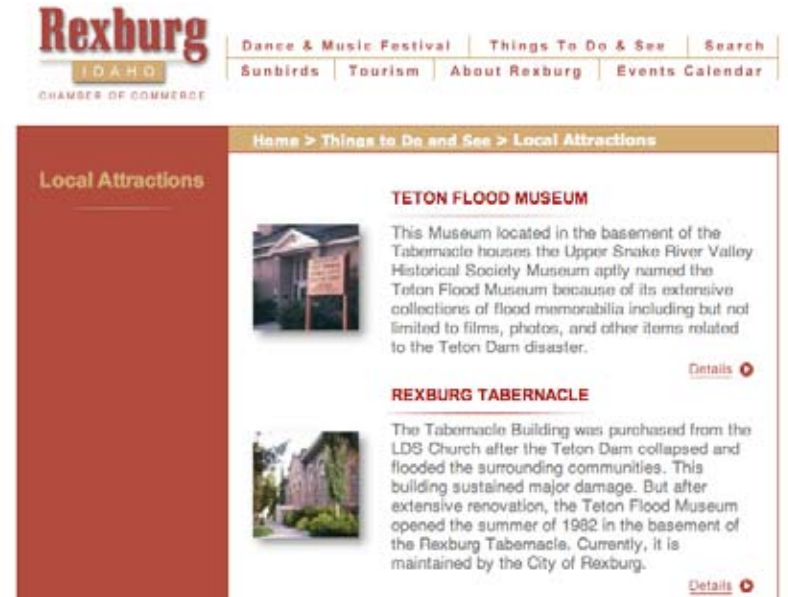 Rexburg
IDAHO
CHAMBER OF COMMERCE
Dance & Music Festival | Things To Do & See | Search
Sunbirds | Tourism | About Rexburg | Events Calendar
Home > Things to Do and See > Local Attractions
Local Attractions
TETON FLOOD MUSEUM
This Museum located in the basement of the
Tabernacle houses the Upper Snake River Valley
Historical Society Museum aptly named the
Teton Flood Museum because of its extensive
collections of flood memorabilia including but not
limited to films, photos, and other items related
to the Teton Dam disaster.
Details
REXBURG TABERNACLE
The Tabernacle Building was purchased from the
LDS Church after the Teton Dam collapsed and
flooded the surrounding communities. This
building sustained major damage. But after
extensive renovation, the Teton Flood Museum
opened the summer of 1982 in the basement of
the Rexburg Tabernacle. Currently, it is
maintained by the City of Rexburg.
Details